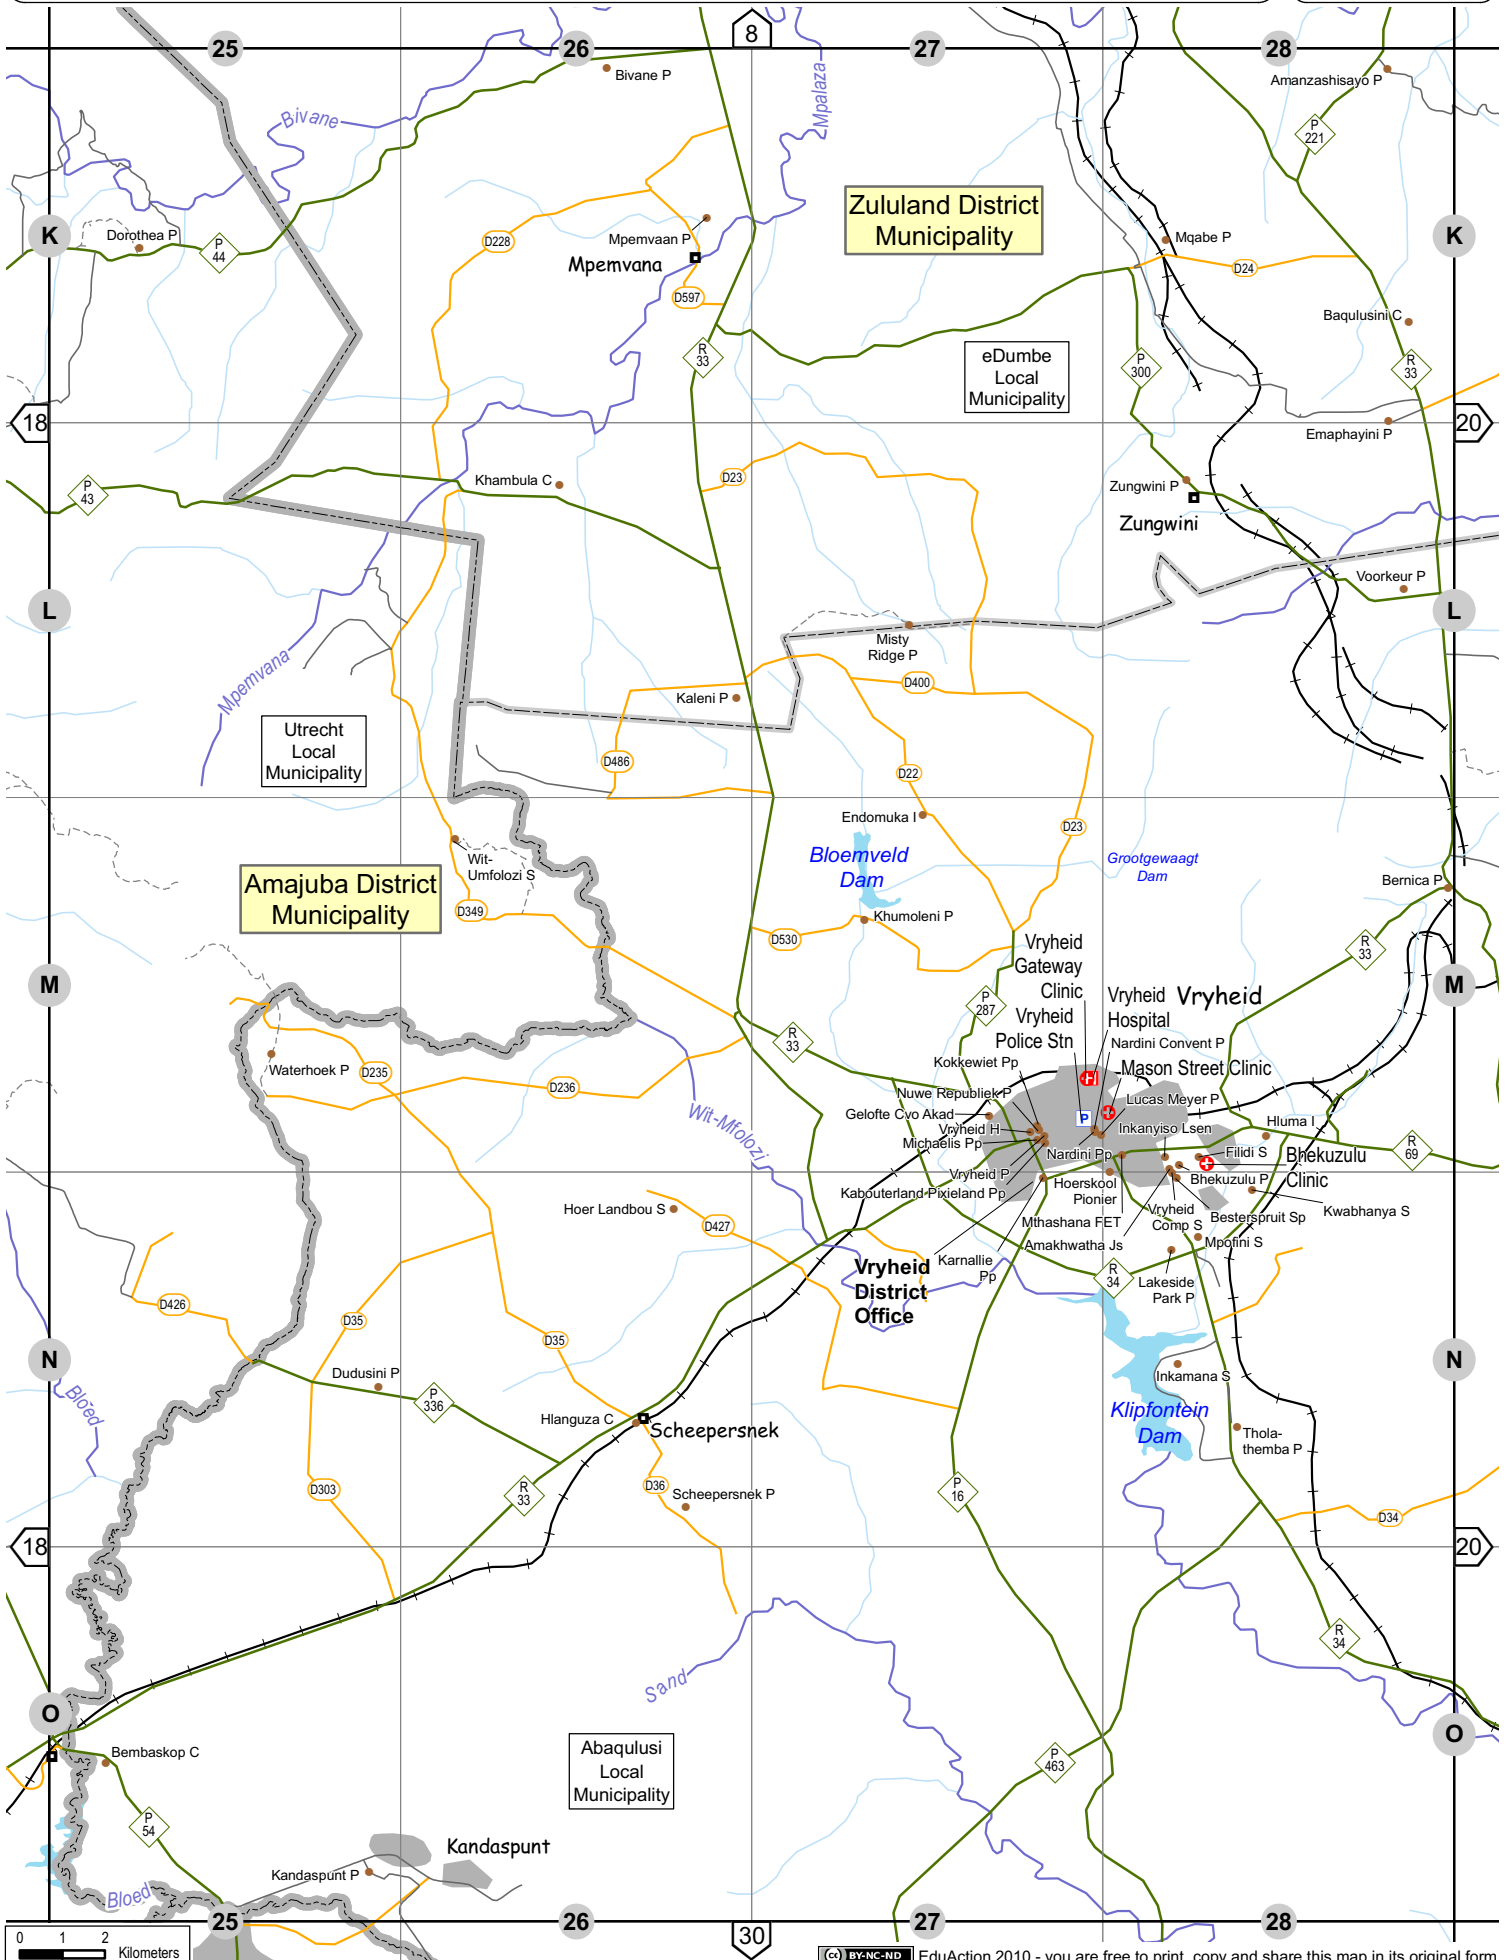 25
26
8
27
28
Bivane P
Amanzashisayo P
Bivane
Mpalaza
P
221
Zululand District
Municipality
K
Dorothea P
P
44
D228
Mpemvaan P
Mpemvana
Mqabe P
K
D24
D597
Baqulusini C
R
33
eDumbe
Local
Municipality
P
300
R
33
18
20
Emaphayini P
Khambula C
D23
Zungwini P
P
43
Zungwini
Voorkeur P
L
L
Misty
Ridge P
Mpemvana
Kaleni P
D400
Utrecht
Local
Municipality
D486
D22
Endomuka I
D23
Bloemveld
Dam
Grootgewaagt
Dam
Wit-
Umfolozi S
Amajuba District
Municipality
Bernica P
D349
Khumoleni P
D530
R
33
Vryheid
Gateway
Clinic
M
M
P
287
Vryheid
Hospital
Vryheid
Vryheid
Police Stn
R
33
Nardini Convent P
Kokkewiet Pp
Mason Street Clinic
Waterhoek P
D235
D236
Nuwe Republiek P
Lucas Meyer P
Gelofte Cvo Akad
P
Wit-Mfolozi
Vryheid H
Inkanyiso Lsen
Hluma I
Michaelis Pp
Nardini Pp
Filidi S
R
69
Bhekuzulu
Clinic
Vryheid P
Hoerskool
Pionier
Bhekuzulu P
Kabouterland Pixieland Pp
Hoer Landbou S
D427
Mthashana FET
Vryheid
Comp S
Besterspruit Sp
Kwabhanya S
Amakhwatha Js
Mpofini S
Karnallie
Pp
Vryheid
District
Office
R
34
Lakeside
Park P
D426
D35
D35
N
N
Dudusini P
Inkamana S
Bloed
P
336
Klipfontein
Dam
Hlanguza C
Scheepersnek
Thola-
themba P
D303
R
33
D36
Scheepersnek P
P
16
D34
18
20
R
34
Sand
O
O
Abaqulusi
Local
Municipality
Bembaskop C
P
463
P
54
Kandaspunt
Kandaspunt P
Bloed
25
26
30
27
28
0 1 2
Kilometers
(cc) BY-NC-ND EduAction 2010 - you are free to print, copy and share this map in its original form